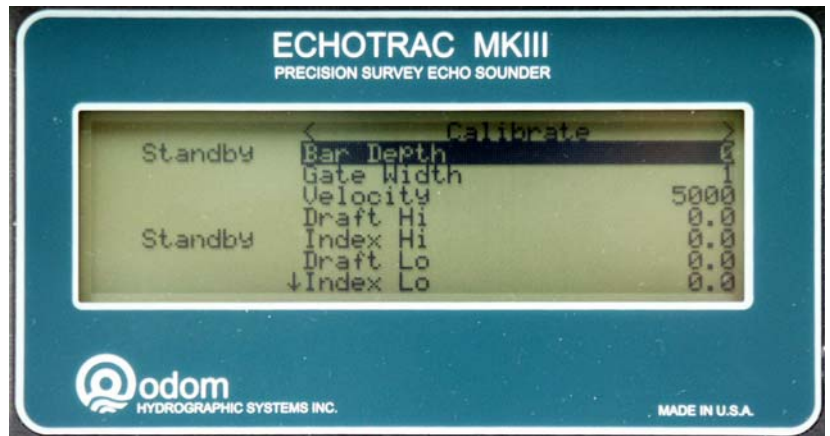 ECHOTRAC MKIII
PRECISION SURVEY ECHO SOUNDER
< Calibrate >
Standby Bar Depth 0
Gate Width 1
Velocity 5000
Draft Hi 0.0
Standby Index Hi 0.0
Draft Lo 0.0
↓Index Lo 0.0
odom
HYDROGRAPHIC SYSTEMS INC.
MADE IN U.S.A.